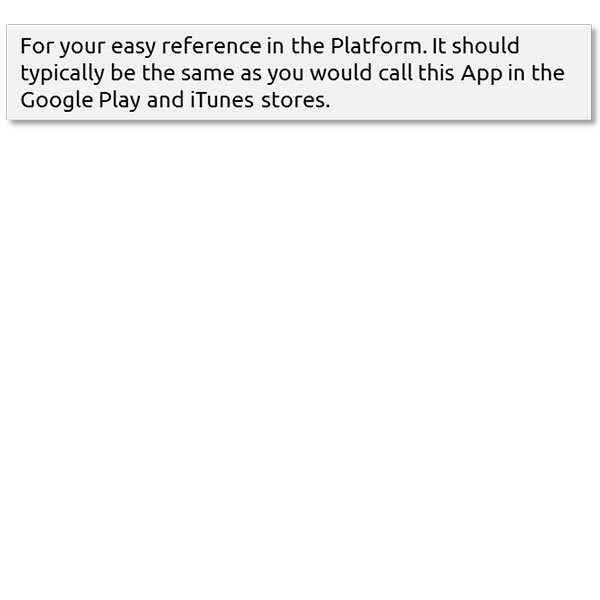 For your easy reference in the Platform. It should
typically be the same as you would call this App in the
Google Play and iTunes stores.